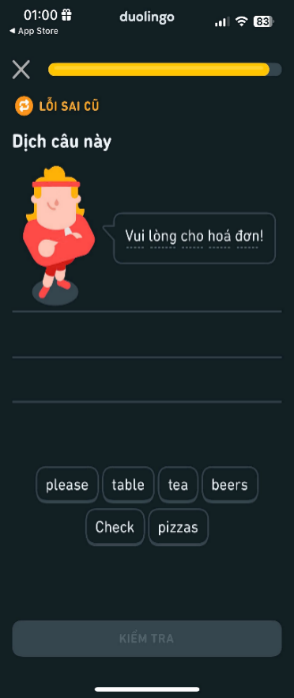 01:00 duolingo 83
◀ App Store
LỖI SAI CŨ
Dịch câu này
Vui lòng cho hoá đơn!
please table tea beers
Check pizzas
KIỂM TRA